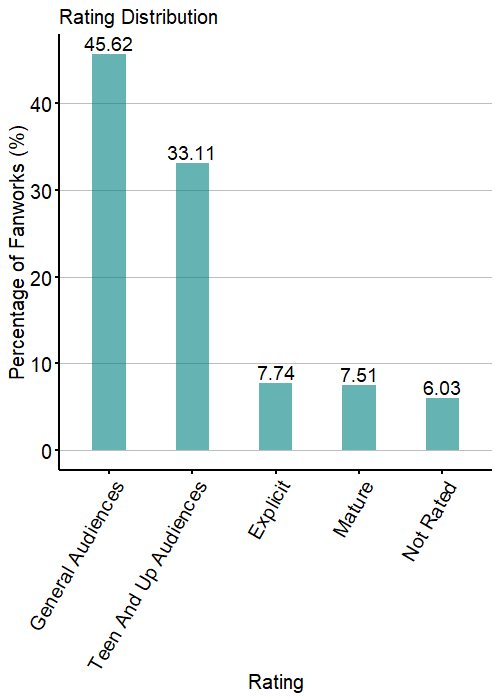 Rating Distribution
45.62
33.11
7.74
7.51
6.03
Percentage of Fanworks (%)
40
30
20
10
0
General Audiences
Teen And Up Audiences
Explicit
Mature
Not Rated
Rating